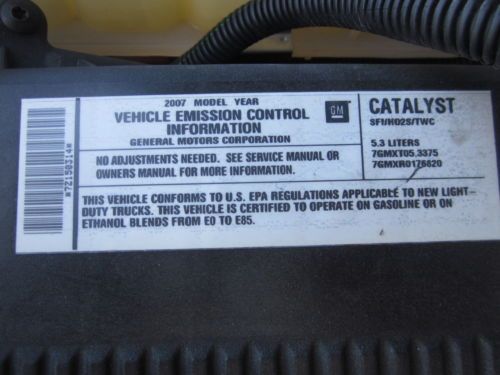 #721508314#
2007 MODEL YEAR
VEHICLE EMISSION CONTROL
INFORMATION
GENERAL MOTORS CORPORATION
GM
NO ADJUSTMENTS NEEDED. SEE SERVICE MANUAL OR
OWNERS MANUAL FOR MORE INFORMATION.
CATALYST
SFI/HO2S/TWC
5.3 LITERS
7GMXT05.3375
7GMXR0176820
THIS VEHICLE CONFORMS TO U.S. EPA REGULATIONS APPLICABLE TO NEW LIGHT-
DUTY TRUCKS. THIS VEHICLE IS CERTIFIED TO OPERATE ON GASOLINE OR ON
ETHANOL BLENDS FROM E0 TO E85.